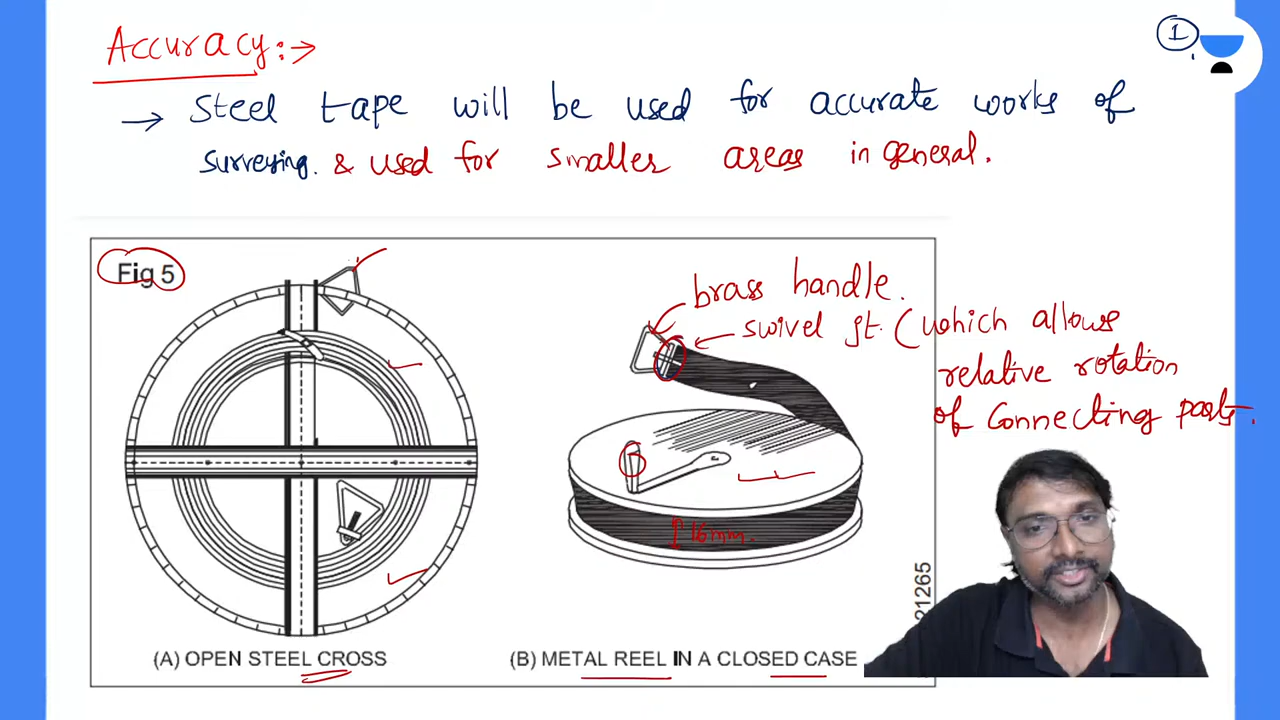 Accuracy:→
1
→ Steel tape will be used for accurate works of
surveying. & used for smaller areas in general.
Fig 5
brass handle.
swivel jt. (which allows
relative rotation
of connecting parts.
16mm.
21265
(A) OPEN STEEL CROSS
(B) METAL REEL IN A CLOSED CASE